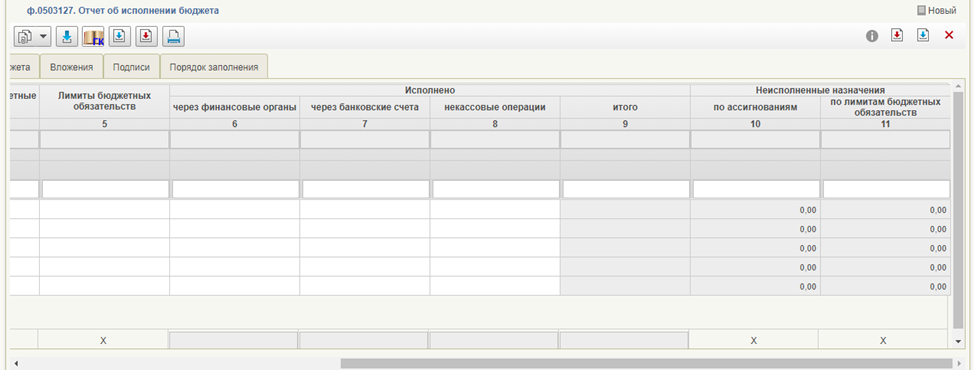 ф.0503127. Отчет об исполнении бюджета
Новый
ГК
жета Вложения Подписи Порядок заполнения
етные Лимиты бюджетных обязательств Исполнено Неисполненные назначения
через финансовые органы через банковские счета некассовые операции итого по ассигнованиям по лимитам бюджетных обязательств
5 6 7 8 9 10 11
0,00 0,00
0,00 0,00
0,00 0,00
0,00 0,00
0,00 0,00
X X X